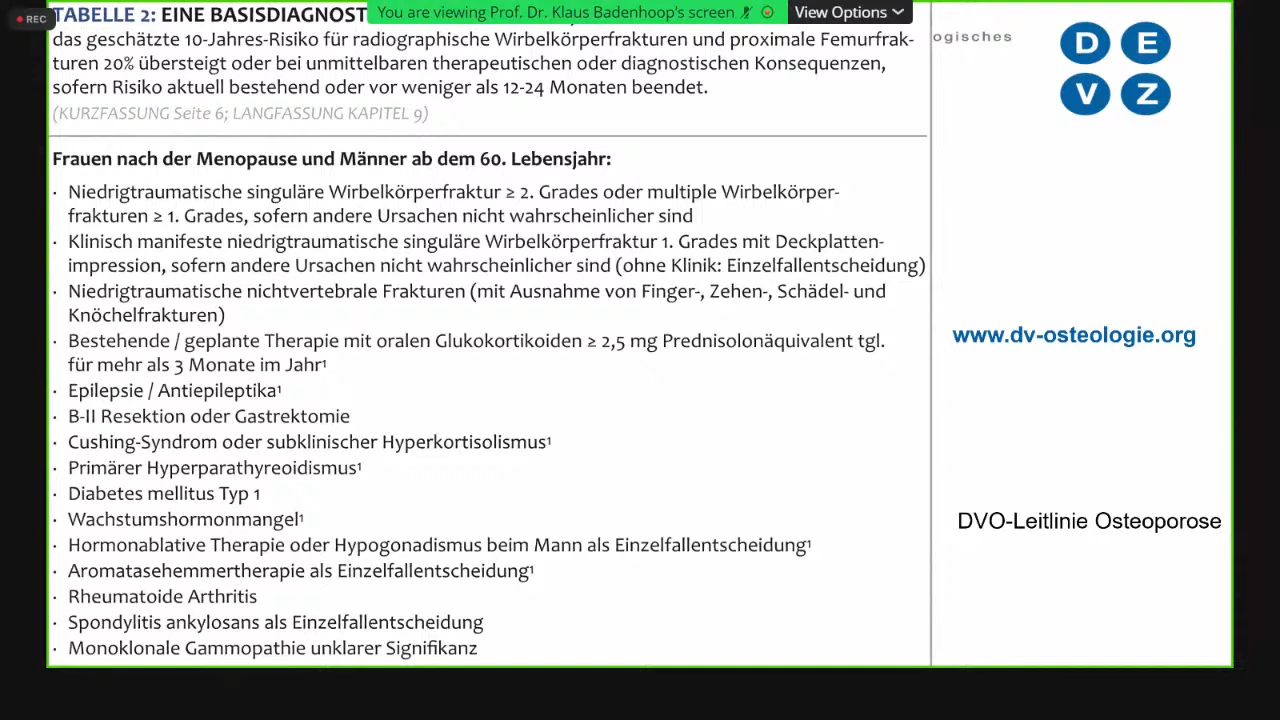 REC
You are viewing Prof. Dr. Klaus Badenhoop's screen
View Options
TABELLE 2: EINE BASISDIAGNOST
das geschätzte 10-Jahres-Risiko für radiographische Wirbelkörperfrakturen und proximale Femurfrak-
turen 20% übersteigt oder bei unmittelbaren therapeutischen oder diagnostischen Konsequenzen,
sofern Risiko aktuell bestehend oder vor weniger als 12-24 Monaten beendet.
(KURZFASSUNG Seite 6; LANGFASSUNG KAPITEL 9)
Frauen nach der Menopause und Männer ab dem 60. Lebensjahr:
· Niedrigtraumatische singuläre Wirbelkörperfraktur ≥ 2. Grades oder multiple Wirbelkörper-
frakturen ≥ 1. Grades, sofern andere Ursachen nicht wahrscheinlicher sind
· Klinisch manifeste niedrigtraumatische singuläre Wirbelkörperfraktur 1. Grades mit Deckplatten-
impression, sofern andere Ursachen nicht wahrscheinlicher sind (ohne Klinik: Einzelfallentscheidung)
· Niedrigtraumatische nichtvertebrale Frakturen (mit Ausnahme von Finger-, Zehen-, Schädel- und
Knöchelfrakturen)
· Bestehende / geplante Therapie mit oralen Glukokortikoiden ≥ 2,5 mg Prednisolonäquivalent tgl.
für mehr als 3 Monate im Jahr¹
· Epilepsie / Antiepileptika¹
· B-II Resektion oder Gastrektomie
· Cushing-Syndrom oder subklinischer Hyperkortisolismus¹
· Primärer Hyperparathyreoidismus¹
· Diabetes mellitus Typ 1
· Wachstumshormonmangel¹
· Hormonablative Therapie oder Hypogonadismus beim Mann als Einzelfallentscheidung¹
· Aromatasehemmertherapie als Einzelfallentscheidung¹
· Rheumatoide Arthritis
· Spondylitis ankylosans als Einzelfallentscheidung
· Monoklonale Gammopathie unklarer Signifikanz
ogisches
D E
V Z
www.dv-osteologie.org
DVO-Leitlinie Osteoporose